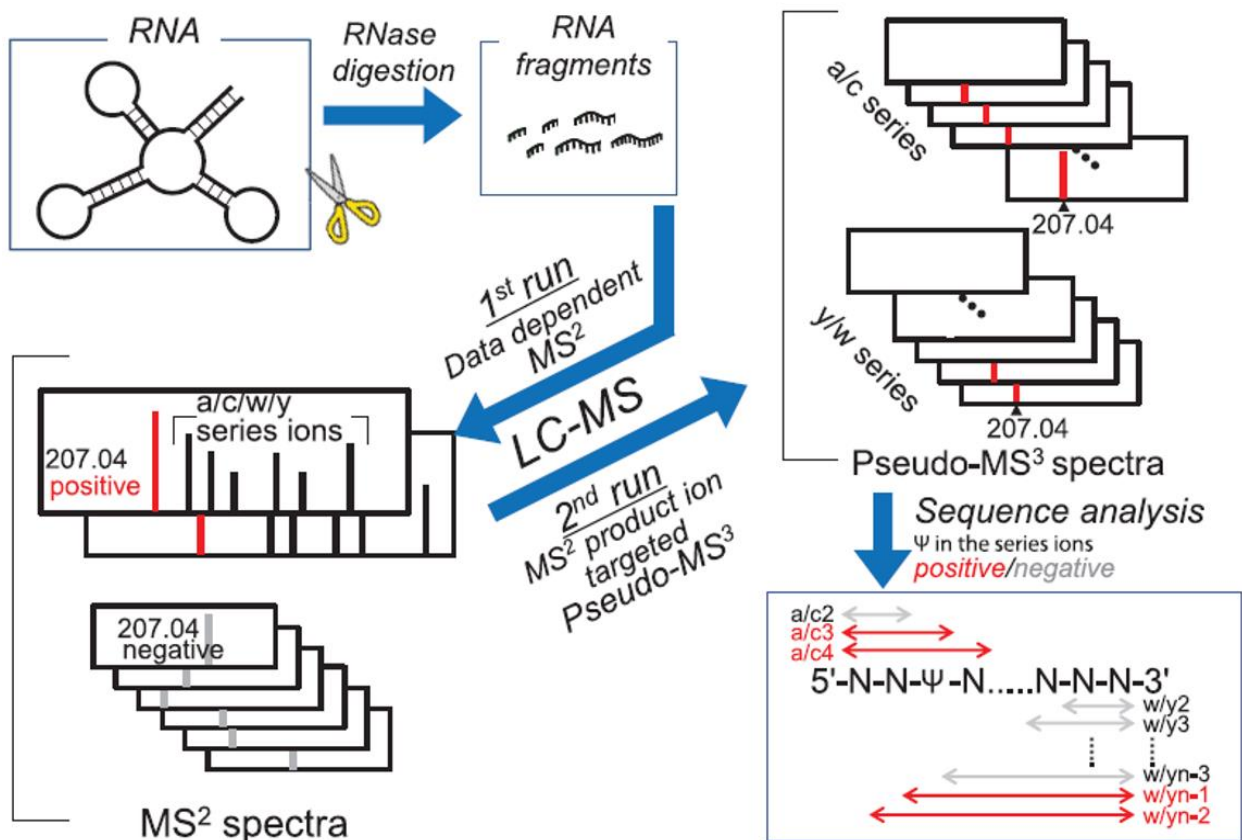 RNA
RNase
digestion
RNA
fragments
1st run
Data dependent
MS2
LC-MS
2nd run
MS2 product ion
targeted
Pseudo-MS3
a/c/w/y
series ions
207.04
positive
207.04
negative
MS2 spectra
a/c series
207.04
y/w series
207.04
Pseudo-MS3 spectra
Sequence analysis
Ψ in the series ions
positive/negative
a/c2
a/c3
a/c4
5'-N-N-Ψ-N......N-N-N-3'
w/y2
w/y3
w/yn-3
w/yn-1
w/yn-2